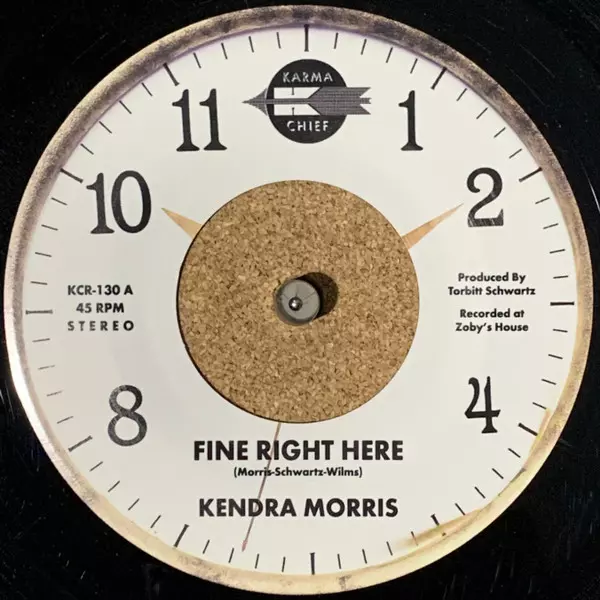 KARMA
CHIEF
11
1
10
2
KCR-130 A
45 RPM
STEREO
Produced By
Torbitt Schwartz
Recorded at
Zoby's House
8
4
FINE RIGHT HERE
(Morris-Schwartz-Wilms)
KENDRA MORRIS